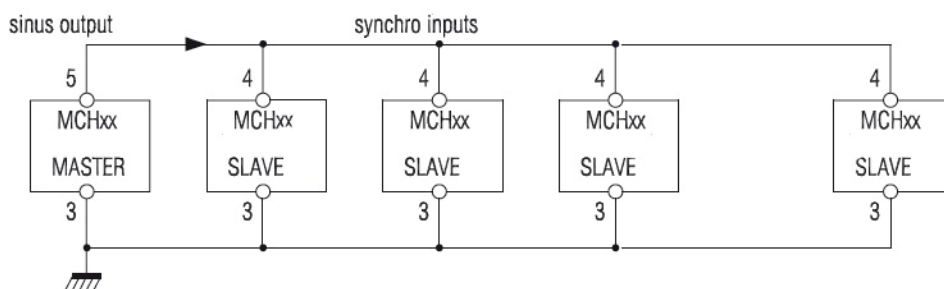 sinus output synchro inputs
5 4 4 4 4
MCHxx MCHxx MCHxx MCHxx MCHxx
MASTER SLAVE SLAVE SLAVE SLAVE
3 3 3 3 3